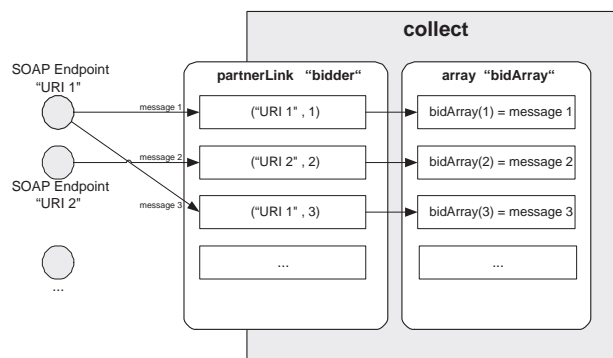 collect
SOAP Endpoint
“URI 1”
partnerLink “bidder“
array “bidArray“
message 1
(“URI 1” , 1)
bidArray(1) = message 1
message 2
(“URI 2” , 2)
bidArray(2) = message 2
SOAP Endpoint
“URI 2”
message 3
(“URI 1” , 3)
bidArray(3) = message 3
...
...
...